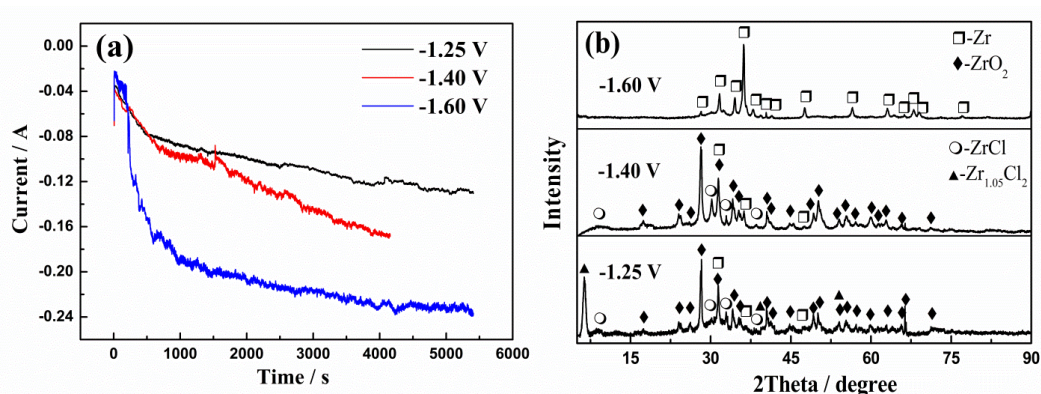 (a)
-1.25 V
-1.40 V
-1.60 V
0.00
-0.04
-0.08
-0.12
-0.16
-0.20
-0.24
Current / A
0 1000 2000 3000 4000 5000 6000
Time / s
(b)
-Zr
-ZrO2
-1.60 V
-ZrCl
-Zr1.05Cl2
-1.40 V
-1.25 V
Intensity
15 30 45 60 75 90
2Theta / degree